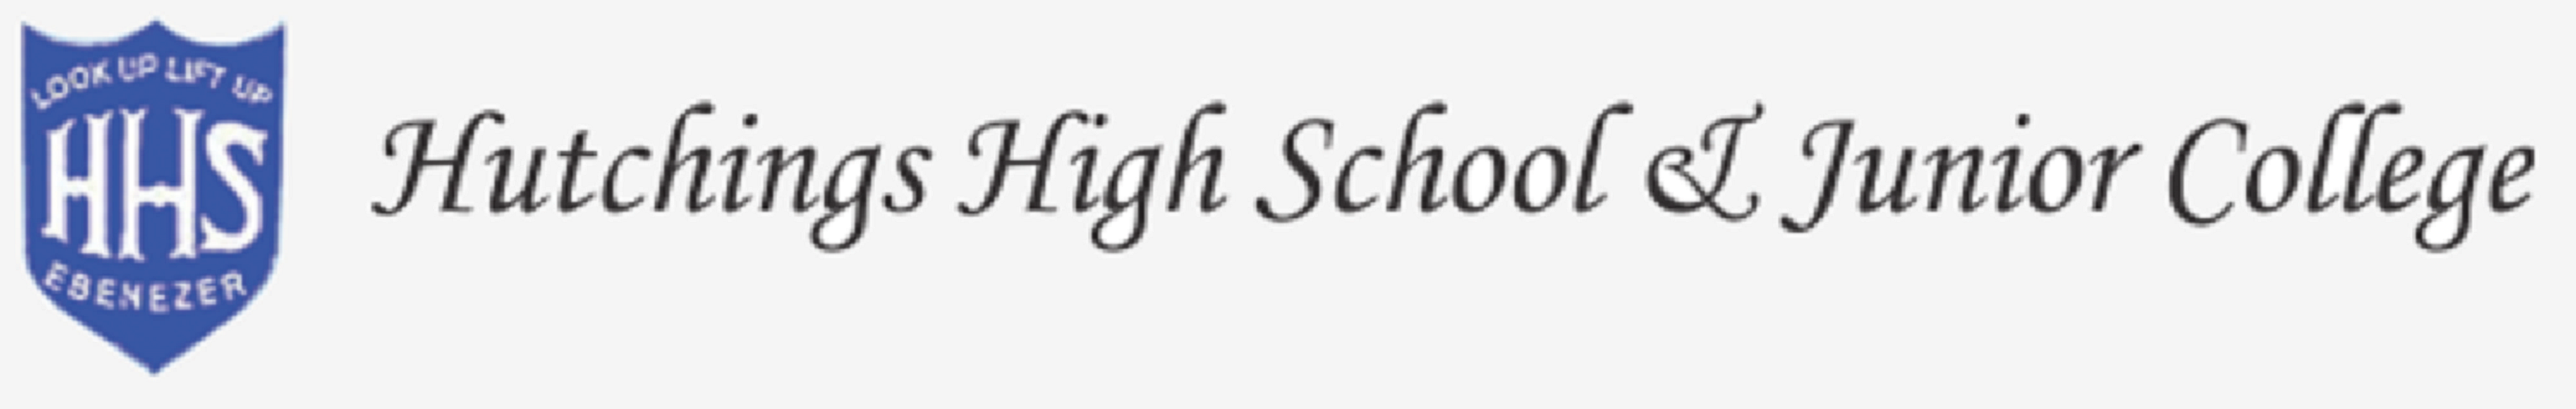 LOOK UP LIFT UP
HHS
EBENEZER
Hutchings High School & Junior College